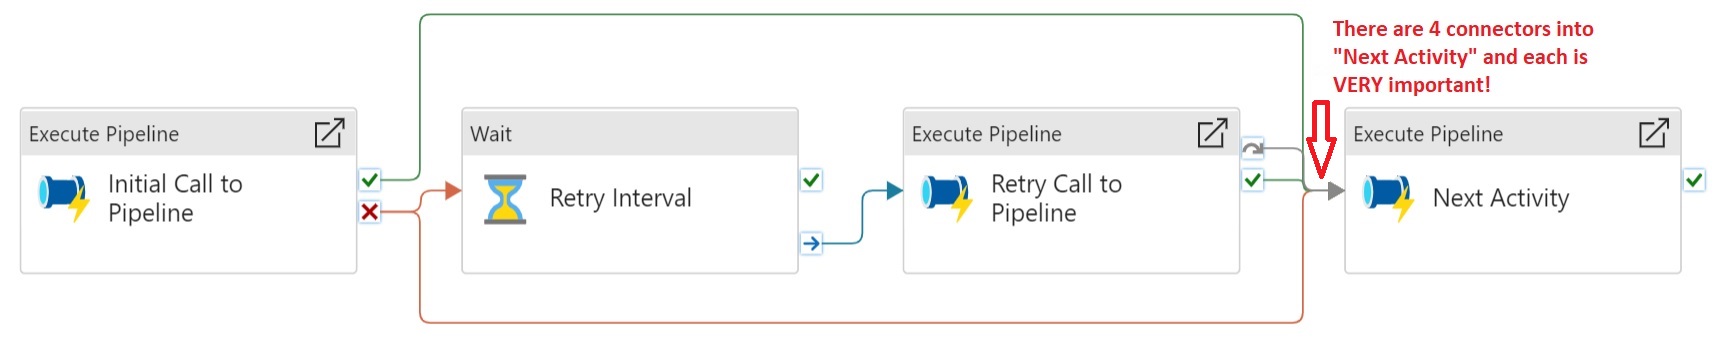 There are 4 connectors into
"Next Activity" and each is
VERY important!
Execute Pipeline
Initial Call to
Pipeline
Wait
Retry Interval
Execute Pipeline
Retry Call to
Pipeline
Execute Pipeline
Next Activity